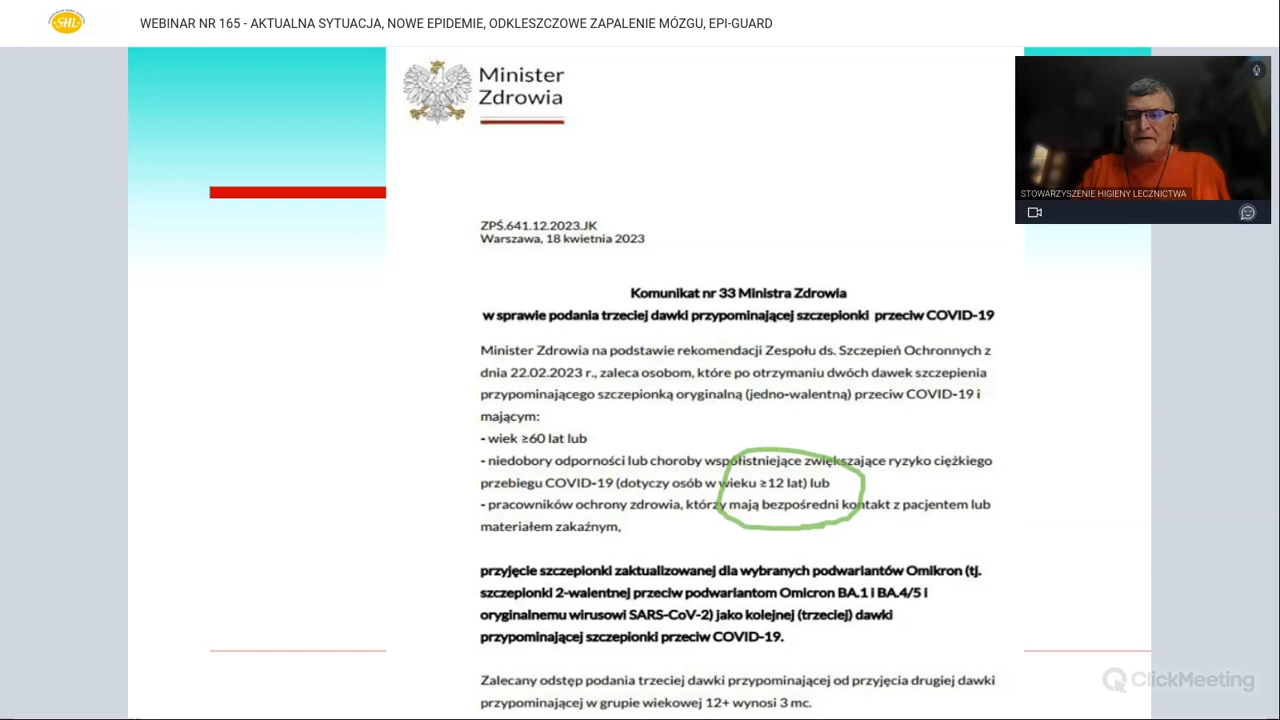 SHL
WEBINAR NR 165 - AKTUALNA SYTUACJA, NOWE EPIDEMIE, ODKLESZCZOWE ZAPALENIE MÓZGU, EPI-GUARD
Minister
Zdrowia
STOWARZYSZENIE HIGIENY LECZNICTWA
ZPŚ.641.12.2023.JK
Warszawa, 18 kwietnia 2023
Komunikat nr 33 Ministra Zdrowia
w sprawie podania trzeciej dawki przypominającej szczepionki przeciw COVID-19
Minister Zdrowia na podstawie rekomendacji Zespołu ds. Szczepień Ochronnych z
dnia 22.02.2023 r., zaleca osobom, które po otrzymaniu dwóch dawek szczepienia
przypominającego szczepionką oryginalną (jedno-walentną) przeciw COVID-19 i
mającym:
- wiek ≥60 lat lub
- niedobory odporności lub choroby współistniejące zwiększające ryzyko ciężkiego
przebiegu COVID-19 (dotyczy osób w wieku ≥12 lat) lub
- pracowników ochrony zdrowia, którzy mają bezpośredni kontakt z pacjentem lub
materiałem zakaźnym,
przyjęcie szczepionki zaktualizowanej dla wybranych podwariantów Omikron (tj.
szczepionki 2-walentnej przeciw podwariantom Omicron BA.1 i BA.4/5 i
oryginalnemu wirusowi SARS-CoV-2) jako kolejnej (trzeciej) dawki
przypominającej szczepionki przeciw COVID-19.
Zalecany odstęp podania trzeciej dawki przypominającej od przyjęcia drugiej dawki
przypominającej w grupie wiekowej 12+ wynosi 3 mc.
ClickMeeting